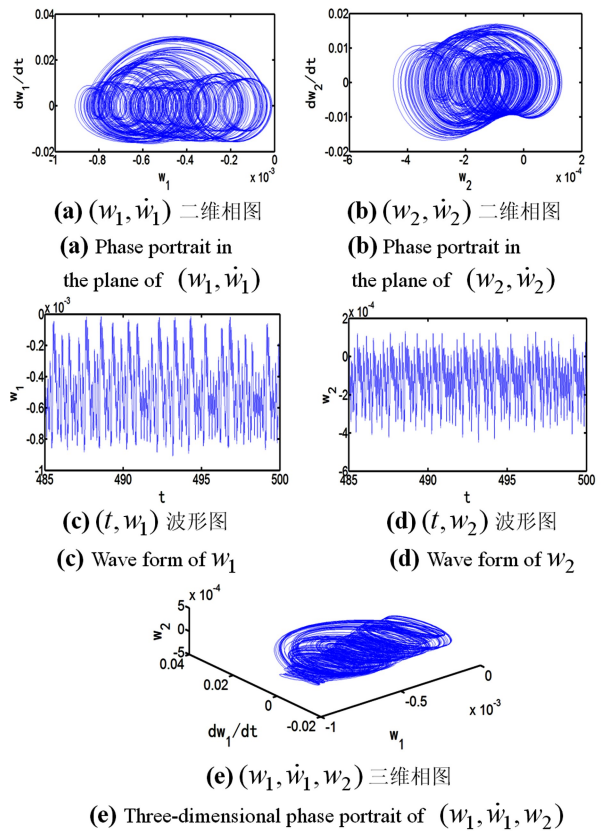 0.04
0.02
0
-0.02
dw1/dt
-1 -0.8 -0.6 -0.4 -0.2 0
w1
x 10⁻³
0.02
0.01
0
-0.01
-0.02
dw2/dt
-6 -4 -2 0 2
w2
x 10⁻⁴
(a) (w₁, ẇ₁) 二维相图
(a) Phase portrait in
the plane of (w₁, ẇ₁)
(b) (w₂, ẇ₂) 二维相图
(b) Phase portrait in
the plane of (w₂, ẇ₂)
x 10⁻³
0
-0.2
-0.4
-0.6
-0.8
-1
w1
485 490 495 500
t
x 10⁻⁴
2
0
-2
-4
-6
w2
485 490 495 500
t
(c) (t, w₁) 波形图
(c) Wave form of w₁
(d) (t, w₂) 波形图
(d) Wave form of w₂
x 10⁻⁴
5
0
-5
w2
0.04
0.02
0
-0.02
dw1/dt
-1
-0.5
0
x 10⁻³
w1
(e) (w₁, ẇ₁, w₂) 三维相图
(e) Three-dimensional phase portrait of (w₁, ẇ₁, w₂)